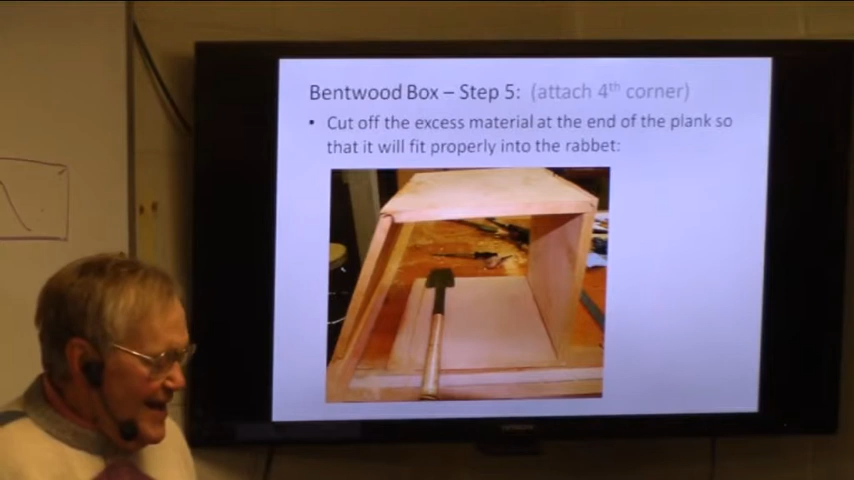 Bentwood Box – Step 5: (attach 4th corner)
• Cut off the excess material at the end of the plank so
that it will fit properly into the rabbet: